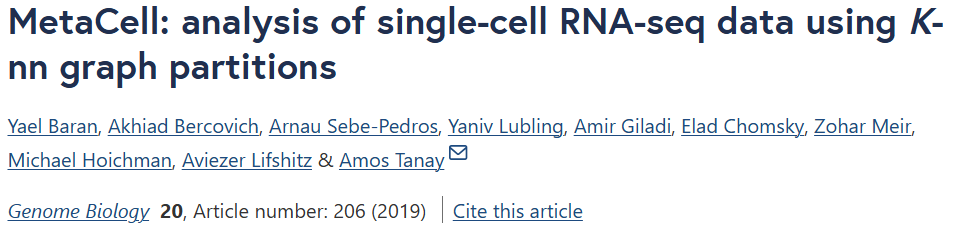 MetaCell: analysis of single-cell RNA-seq data using K-
nn graph partitions
Yael Baran, Akhiad Bercovich, Arnau Sebe-Pedros, Yaniv Lubling, Amir Giladi, Elad Chomsky, Zohar Meir,
Michael Hoichman, Aviezer Lifshitz & Amos Tanay
Genome Biology 20, Article number: 206 (2019) Cite this article